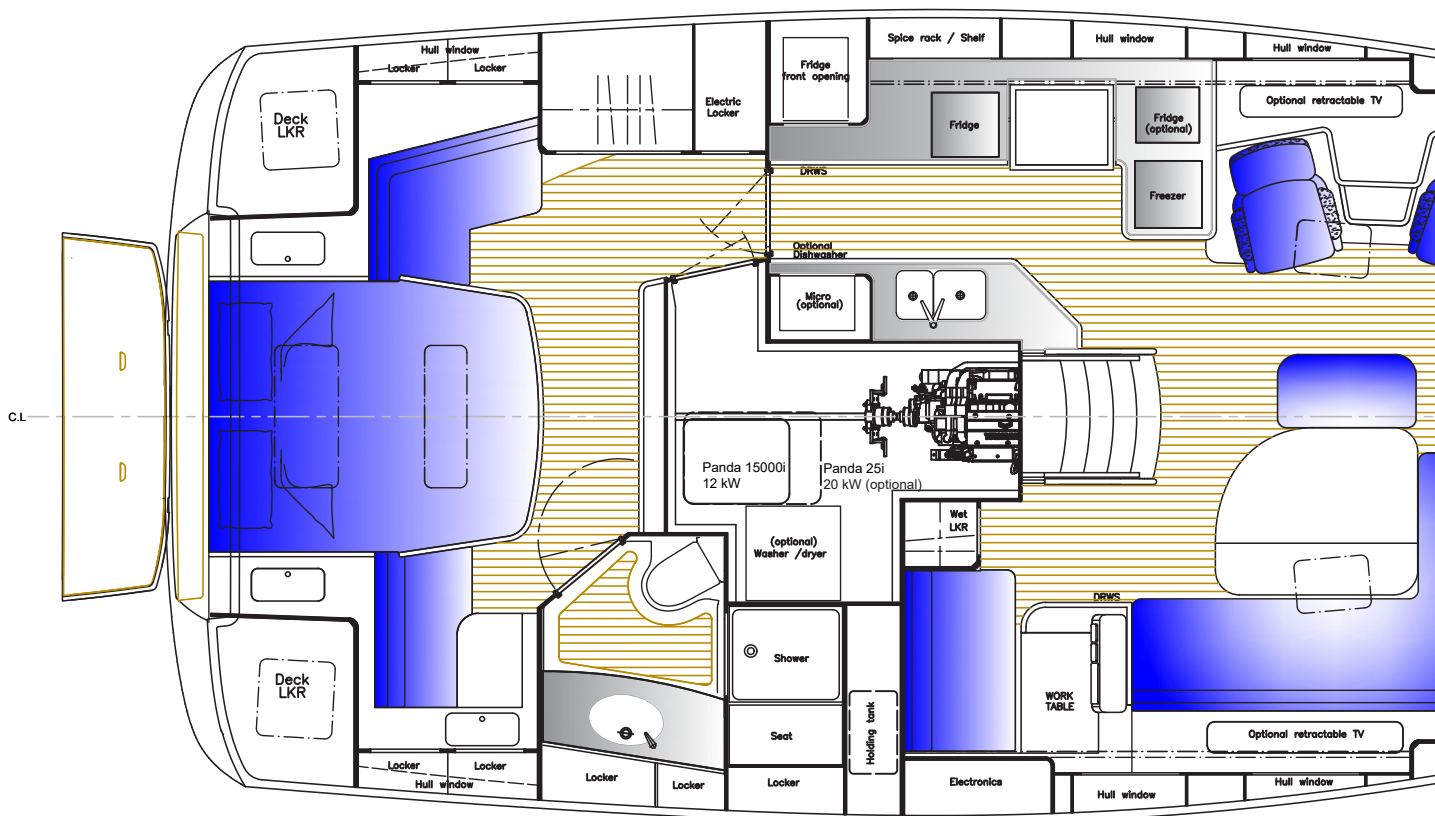 Hull window
Locker
Locker
Deck
LKR
Electric
Locker
Fridge
front opening
Spice rack / Shelf
Hull window
Hull window
Fridge
Fridge
(optional)
Freezer
Optional retractable TV
DRWS
Optional
Dishwasher
Micro
(optional)
C.L
Panda 15000i
12 kW
Panda 25i
20 kW (optional)
Wet
LKR
(optional)
Washer /dryer
DRWS
Deck
LKR
Shower
Seat
Holding tank
WORK
TABLE
Optional retractable TV
Locker
Locker
Hull window
Locker
Locker
Locker
Electronics
Hull window
Hull window